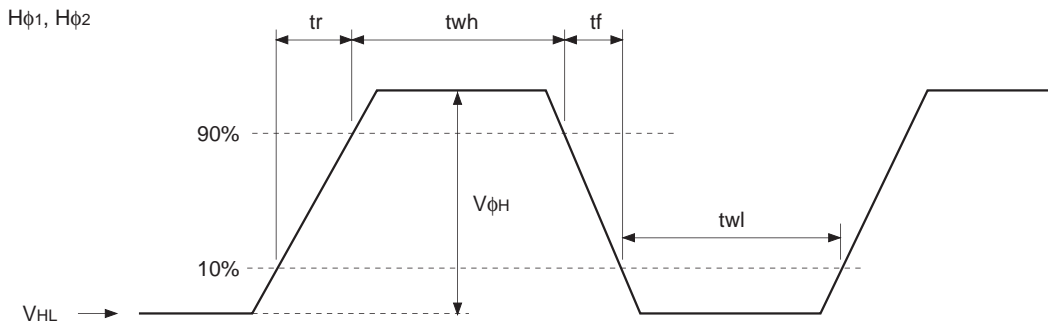 Hϕ1, Hϕ2
tr twh tf
90%
VϕH
twl
10%
VHL